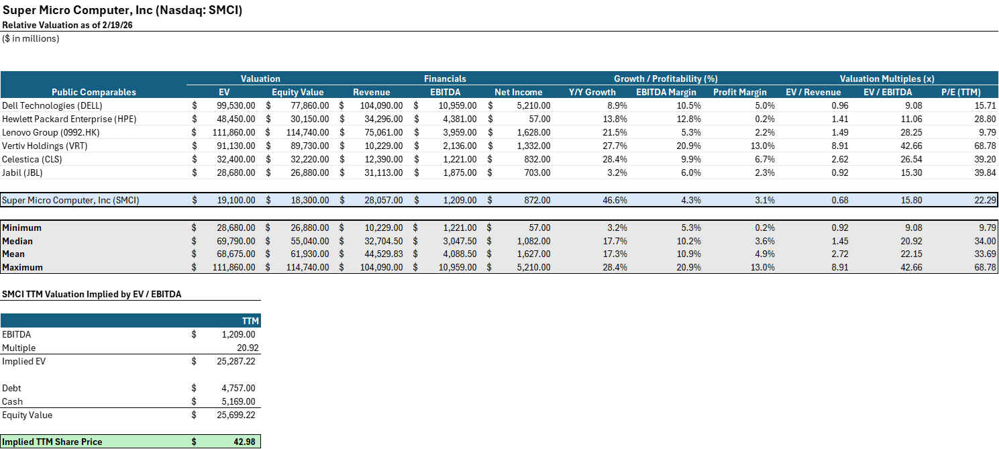 Super Micro Computer, Inc (Nasdaq: SMCI)
Relative Valuation as of 2/19/26
($ in millions)
Valuation Financials Growth / Profitability (%) Valuation Multiples (x)
Public Comparables EV Equity Value Revenue EBITDA Net Income Y/Y Growth EBITDA Margin Profit Margin EV / Revenue EV / EBITDA P/E (TTM)
Dell Technologies (DELL) $ 99,530.00 $ 77,860.00 $ 104,090.00 $ 10,959.00 $ 5,210.00 8.9% 10.5% 5.0% 0.96 9.08 15.71
Hewlett Packard Enterprise (HPE) $ 48,450.00 $ 30,150.00 $ 34,296.00 $ 4,381.00 $ 57.00 13.8% 12.8% 0.2% 1.41 11.06 28.80
Lenovo Group (0992.HK) $ 111,860.00 $ 114,740.00 $ 75,061.00 $ 3,959.00 $ 1,628.00 21.5% 5.3% 2.2% 1.49 28.25 9.79
Vertiv Holdings (VRT) $ 91,130.00 $ 89,730.00 $ 10,229.00 $ 2,136.00 $ 1,332.00 27.7% 20.9% 13.0% 8.91 42.66 68.78
Celestica (CLS) $ 32,400.00 $ 32,220.00 $ 12,390.00 $ 1,221.00 $ 832.00 28.4% 9.9% 6.7% 2.62 26.54 39.20
Jabil (JBL) $ 28,680.00 $ 26,880.00 $ 31,113.00 $ 1,875.00 $ 703.00 3.2% 6.0% 2.3% 0.92 15.30 39.84
Super Micro Computer, Inc (SMCI) $ 19,100.00 $ 18,300.00 $ 28,057.00 $ 1,209.00 $ 872.00 46.6% 4.3% 3.1% 0.68 15.80 22.29
Minimum $ 28,680.00 $ 26,880.00 $ 10,229.00 $ 1,221.00 $ 57.00 3.2% 5.3% 0.2% 0.92 9.08 9.79
Median $ 69,790.00 $ 55,040.00 $ 32,704.50 $ 3,047.50 $ 1,082.00 17.7% 10.2% 3.6% 1.45 20.92 34.00
Mean $ 68,675.00 $ 61,930.00 $ 44,529.83 $ 4,088.50 $ 1,627.00 17.3% 10.9% 4.9% 2.72 22.15 33.69
Maximum $ 111,860.00 $ 114,740.00 $ 104,090.00 $ 10,959.00 $ 5,210.00 28.4% 20.9% 13.0% 8.91 42.66 68.78
SMCI TTM Valuation Implied by EV / EBITDA
TTM
EBITDA $ 1,209.00
Multiple 20.92
Implied EV $ 25,287.22
Debt $ 4,757.00
Cash $ 5,169.00
Equity Value $ 25,699.22
Implied TTM Share Price $ 42.98